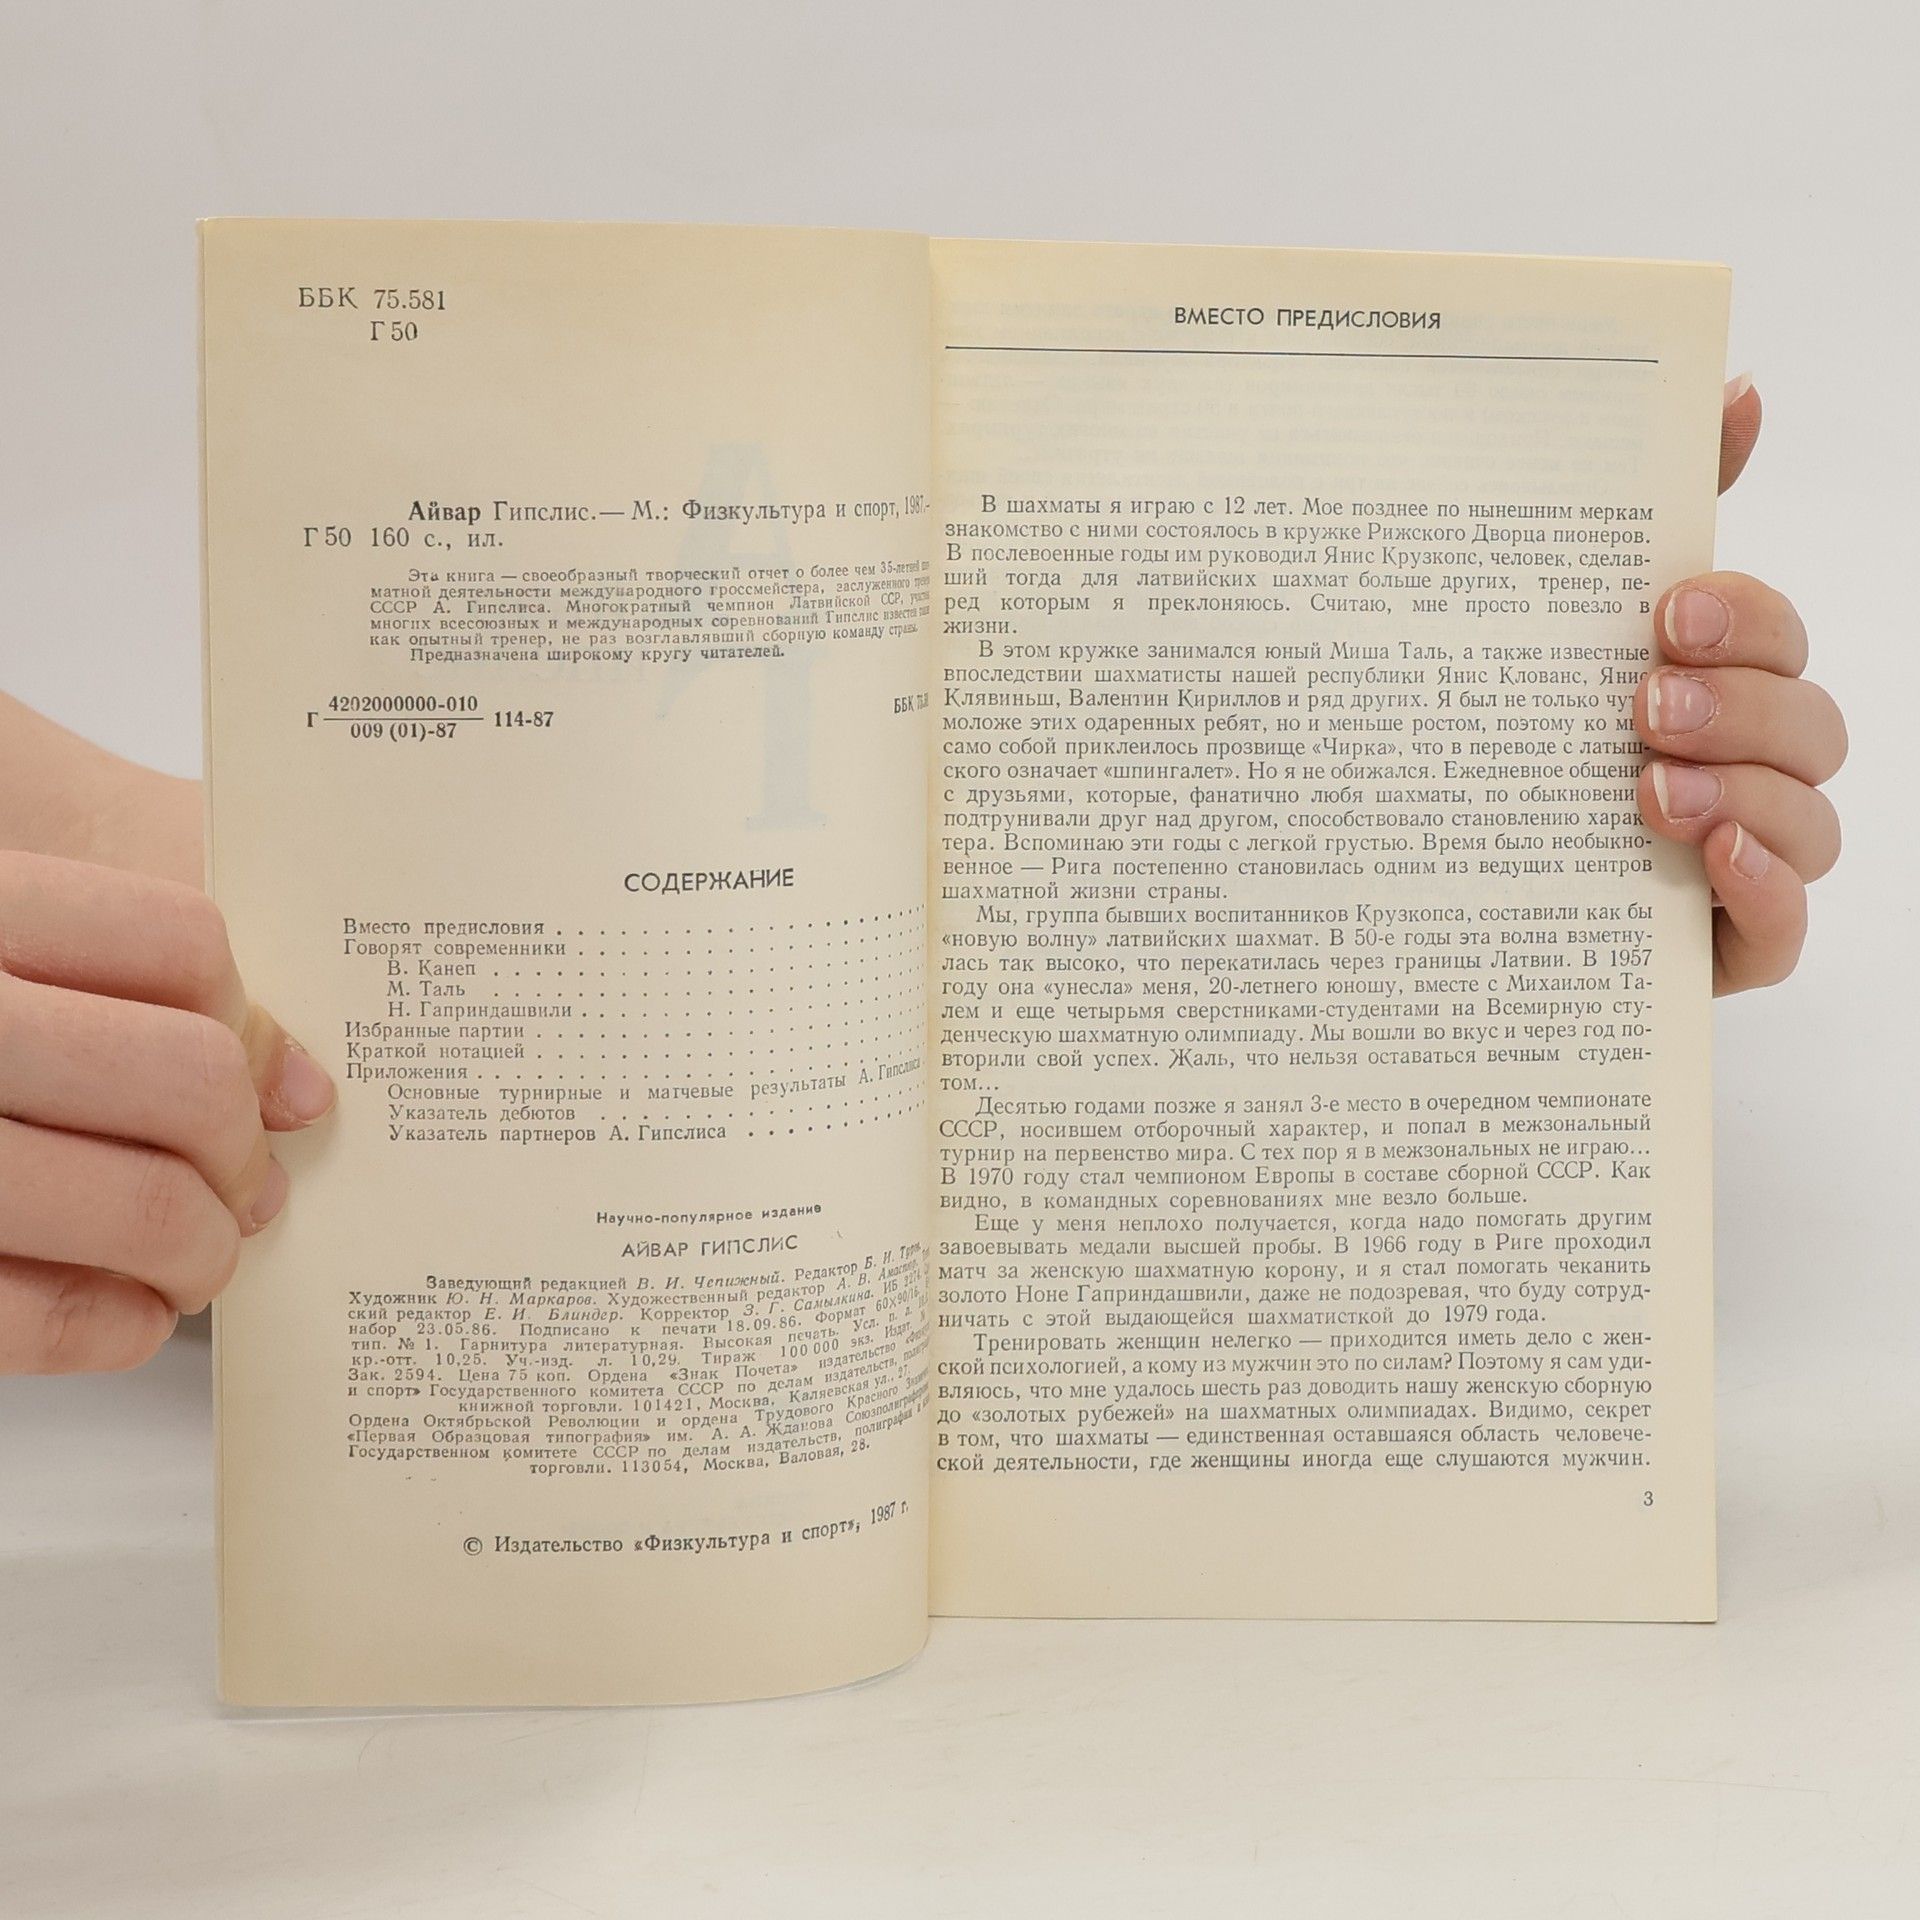 ББК 75.581
Г 50
Айвар Гипслис.— М.: Физкультура и спорт, 1987.—
Г 50 160 с., ил.
Эта книга — своеобразный творческий отчет о более чем 35-летней
матной деятельности международного гроссмейстера, заслуженного
СССР А. Гипслиса. Многократный чемпион Латвийской ССР,
многих всесоюзных и международных соревнований Гипслис известен
как опытный тренер, не раз возглавлявший сборную команду страны.
Предназначена широкому кругу читателей.
Г 4202000000-010 114-87
009 (01)-87
ББК
СОДЕРЖАНИЕ
Вместо предисловия
Говорят современники
В. Канеп
М. Таль
Н. Гаприндашвили
Избранные партии
Краткой нотацией
Приложения
Основные турнирные и матчевые результаты А. Гипслиса
Указатель дебютов
Указатель партнеров А. Гипслиса
Научно-популярное издание
АЙВАР ГИПСЛИС
Заведующий редакцией В. И. Чепижный. Редактор Б. И.
Художник Ю. Н. Маркаров. Художественный редактор А. В.
ский редактор Е. И. Блиндер. Корректор З. Г. Самылкина. ИБ
набор 23.05.86. Подписано к печати 18.09.86. Формат 60×90/16.
тип. № 1. Гарнитура литературная. Высокая печать. Усл. п. л.
кр.-отт. 10,25. Уч.-изд. л. 10,29. Тираж 100 000 экз. Издат.
Зак. 2594. Цена 75 коп. Ордена «Знак Почета» издательство
и спорт» Государственного комитета СССР по делам издательств,
книжной торговли. 101421, Москва, Каляевская ул., 27.
Ордена Октябрьской Революции и ордена Трудового Красного
«Первая Образцовая типография» им. А. А. Жданова
Государственном комитете СССР по делам издательств, полиграфии и
торговли. 113054, Москва, Валовая, 28.
© Издательство «Физкультура и спорт», 1987 г.
ВМЕСТО ПРЕДИСЛОВИЯ
В шахматы я играю с 12 лет. Мое позднее по нынешним меркам
знакомство с ними состоялось в кружке Рижского Дворца пионеров.
В послевоенные годы им руководил Янис Крузкопс, человек, сделав-
ший тогда для латвийских шахмат больше других, тренер, пе-
ред которым я преклоняюсь. Считаю, мне просто повезло в
жизни.
В этом кружке занимался юный Миша Таль, а также известные
впоследствии шахматисты нашей республики Янис Клованс, Янис
Клявиньш, Валентин Кириллов и ряд других. Я был не только
моложе этих одаренных ребят, но и меньше ростом, поэтому ко
само собой приклеилось прозвище «Чирка», что в переводе с латыш-
ского означает «шпингалет». Но я не обижался. Ежедневное общение
с друзьями, которые, фанатично любя шахматы, по
подтрунивали друг над другом, способствовало становлению харак-
тера. Вспоминаю эти годы с легкой грустью. Время было необыкно-
венное — Рига постепенно становилась одним из ведущих центров
шахматной жизни страны.
Мы, группа бывших воспитанников Крузкопса, составили как бы
«новую волну» латвийских шахмат. В 50-е годы эта волна взметну-
лась так высоко, что перекатилась через границы Латвии. В 1957
году она «унесла» меня, 20-летнего юношу, вместе с Михаилом Та-
лем и еще четырьмя сверстниками-студентами на Всемирную сту-
денческую шахматную олимпиаду. Мы вошли во вкус и через год по-
вторили свой успех. Жаль, что нельзя оставаться вечным студен-
том...
Десятью годами позже я занял 3-е место в очередном чемпионате
СССР, носившем отборочный характер, и попал в межзональный
турнир на первенство мира. С тех пор я в межзональных не играю...
В 1970 году стал чемпионом Европы в составе сборной СССР. Как
видно, в командных соревнованиях мне везло больше.
Еще у меня неплохо получается, когда надо помогать другим
завоевывать медали высшей пробы. В 1966 году в Риге проходил
матч за женскую шахматную корону, и я стал помогать чеканить
золото Ноне Гаприндашвили, даже не подозревая, что буду сотруд-
ничать с этой выдающейся шахматисткой до 1979 года.
Тренировать женщин нелегко — приходится иметь дело с жен-
ской психологией, а кому из мужчин это по силам? Поэтому я сам уди-
вляюсь, что мне удалось шесть раз доводить нашу женскую сборную
до «золотых рубежей» на шахматных олимпиадах. Видимо, секрет
в том, что шахматы — единственная оставшаяся область человече-
ской деятельности, где женщины иногда еще слушаются мужчин.
3